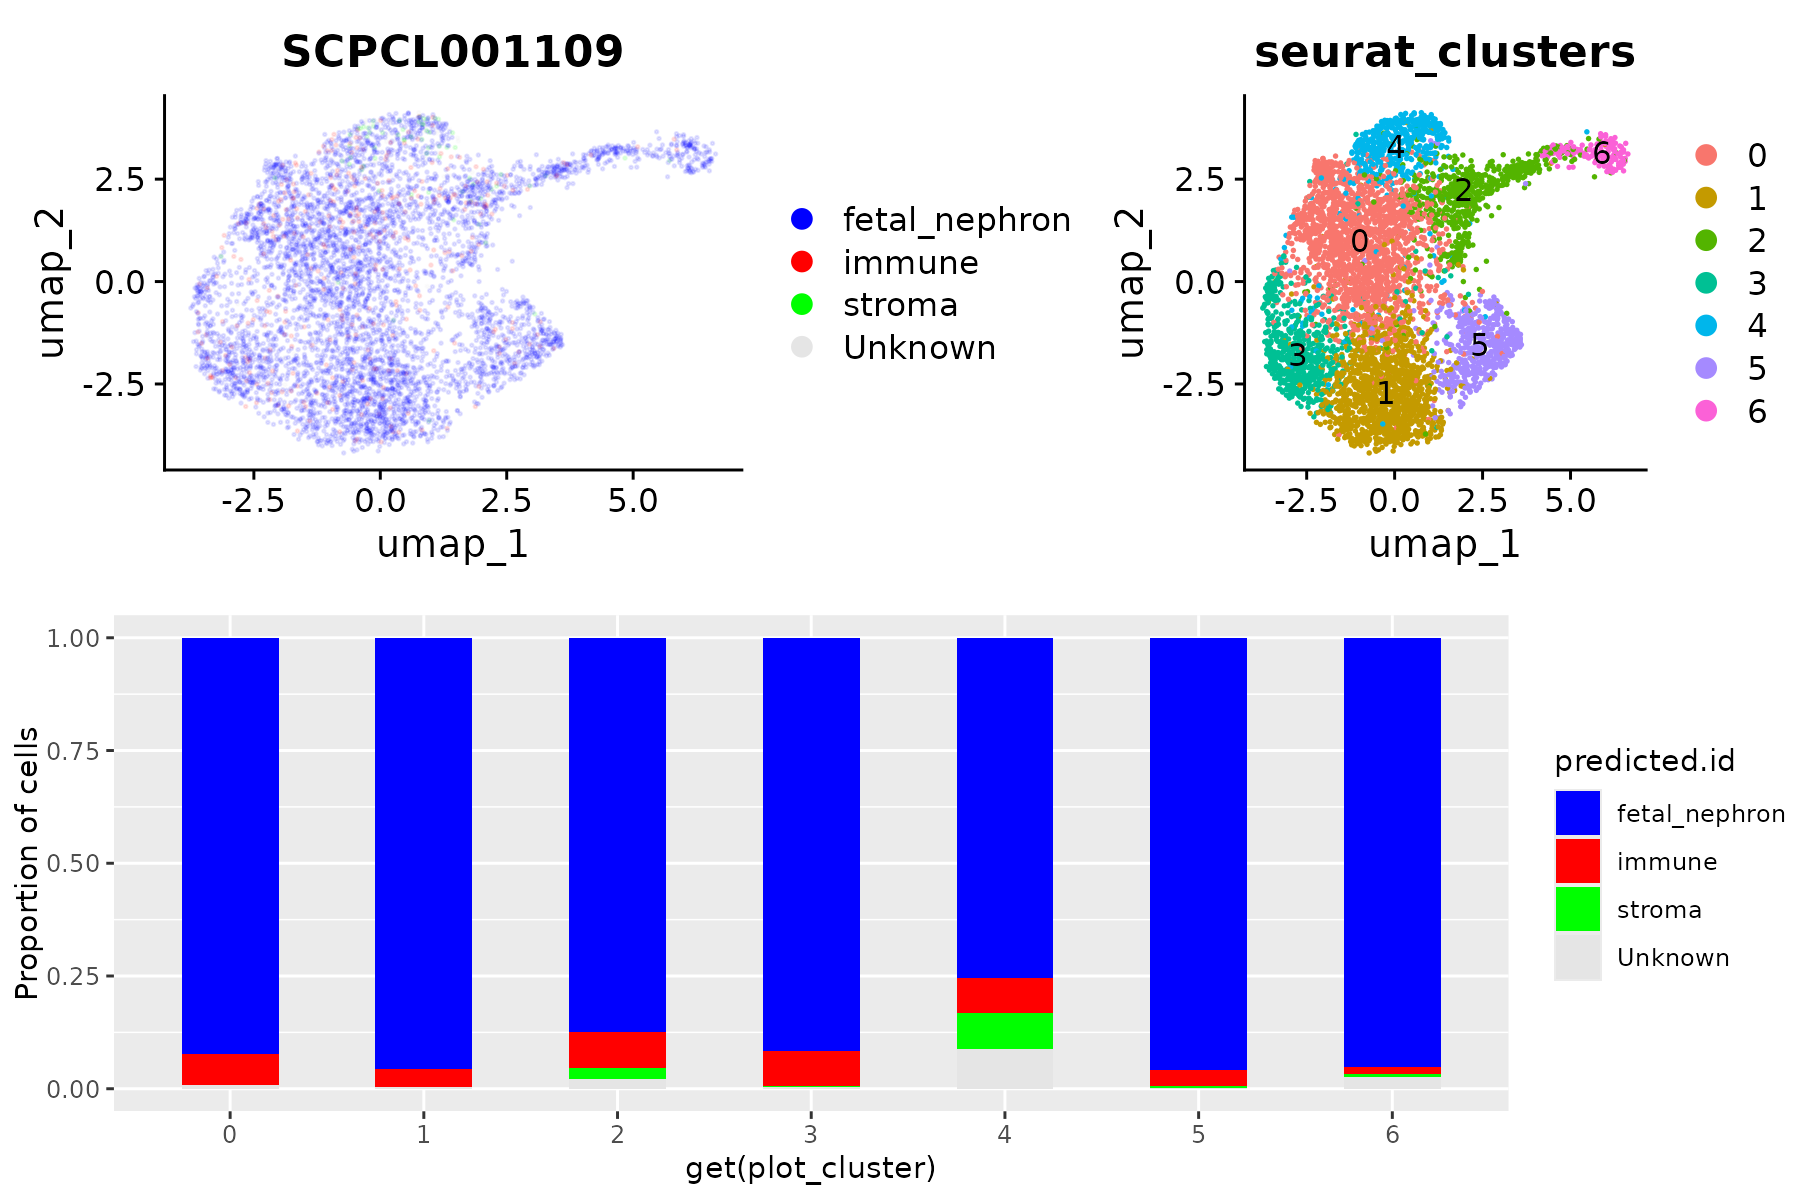 SCPCL001109
umap_2
2.5
0.0
-2.5
-2.5 0.0 2.5 5.0
umap_1
fetal_nephron
immune
stroma
Unknown
seurat_clusters
umap_2
2.5
0.0
-2.5
4
6
2
0
5
3
1
-2.5 0.0 2.5 5.0
umap_1
0
1
2
3
4
5
6
Proportion of cells
1.00
0.75
0.50
0.25
0.00
0 1 2 3 4 5 6
get(plot_cluster)
predicted.id
fetal_nephron
immune
stroma
Unknown